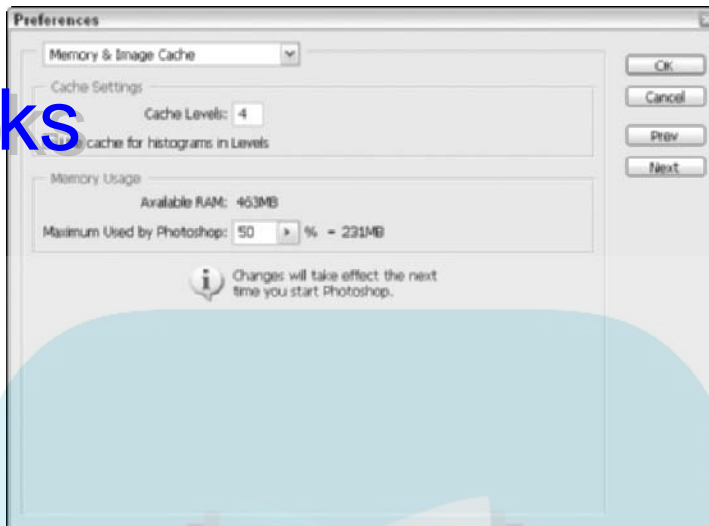 Preferences
Memory & Image Cache
OK
Cache Settings
Cancel
Cache Levels: 4
ks
cache for histograms in Levels
Prev
Next
Memory Usage
Available RAM: 463MB
Maximum Used by Photoshop: 50 % = 231MB
Changes will take effect the next
time you start Photoshop.